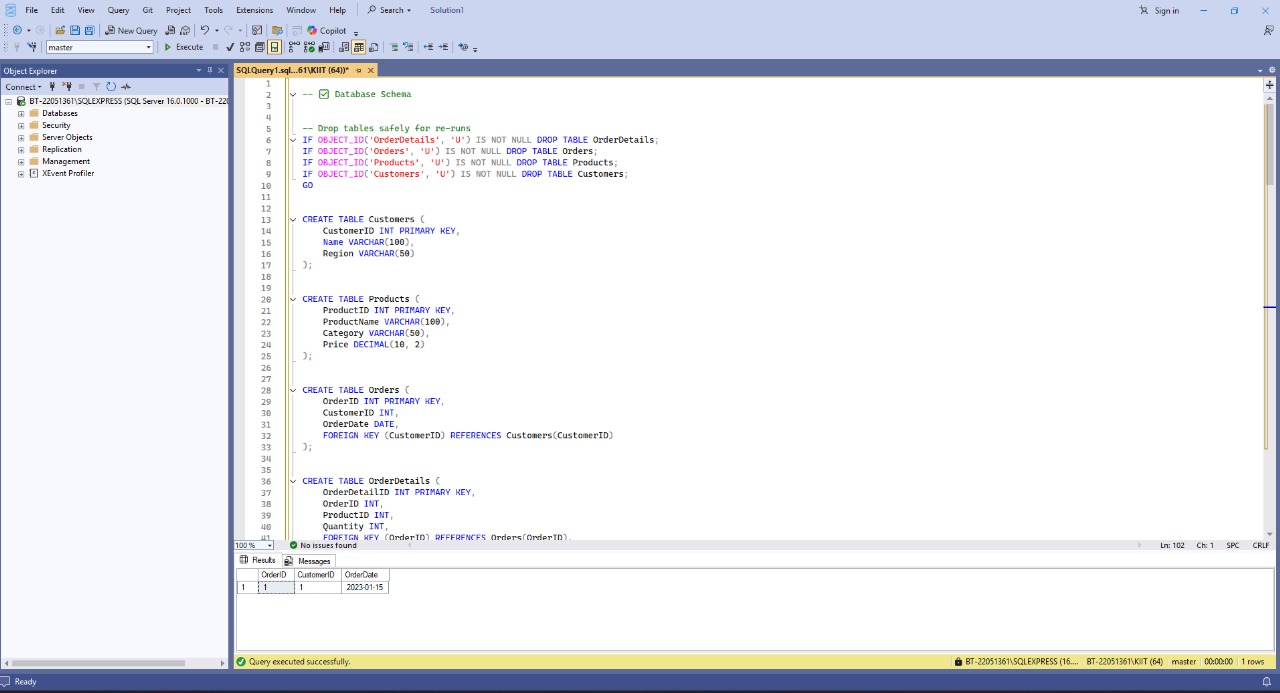 File Edit View Query Git Project Tools Extensions Window Help Search Solution1 Sign in
New Query Copilot
master Execute
Object Explorer
Connect
BT-22051361\SQLEXPRESS (SQL Server 16.0.1000 - BT-220
Databases
Security
Server Objects
Replication
Management
XEvent Profiler
SQLQuery1.sql...61\KIIT (64))*
1
2 -- ✅ Database Schema
3
4
5 -- Drop tables safely for re-runs
6 IF OBJECT_ID('OrderDetails', 'U') IS NOT NULL DROP TABLE OrderDetails;
7 IF OBJECT_ID('Orders', 'U') IS NOT NULL DROP TABLE Orders;
8 IF OBJECT_ID('Products', 'U') IS NOT NULL DROP TABLE Products;
9 IF OBJECT_ID('Customers', 'U') IS NOT NULL DROP TABLE Customers;
10 GO
11
12
13 CREATE TABLE Customers (
14 CustomerID INT PRIMARY KEY,
15 Name VARCHAR(100),
16 Region VARCHAR(50)
17 );
18
19
20 CREATE TABLE Products (
21 ProductID INT PRIMARY KEY,
22 ProductName VARCHAR(100),
23 Category VARCHAR(50),
24 Price DECIMAL(10, 2)
25 );
26
27
28 CREATE TABLE Orders (
29 OrderID INT PRIMARY KEY,
30 CustomerID INT,
31 OrderDate DATE,
32 FOREIGN KEY (CustomerID) REFERENCES Customers(CustomerID)
33 );
34
35
36 CREATE TABLE OrderDetails (
37 OrderDetailID INT PRIMARY KEY,
38 OrderID INT,
39 ProductID INT,
40 Quantity INT,
41 FOREIGN KEY (OrderID) REFERENCES Orders(OrderID),
100 % No issues found Ln: 102 Ch: 1 SPC CRLF
Results Messages
OrderID CustomerID OrderDate
1 1 1 2023-01-15
Query executed successfully. BT-22051361\SQLEXPRESS (16.... BT-22051361\KIIT (64) master 00:00:00 1 rows
Ready